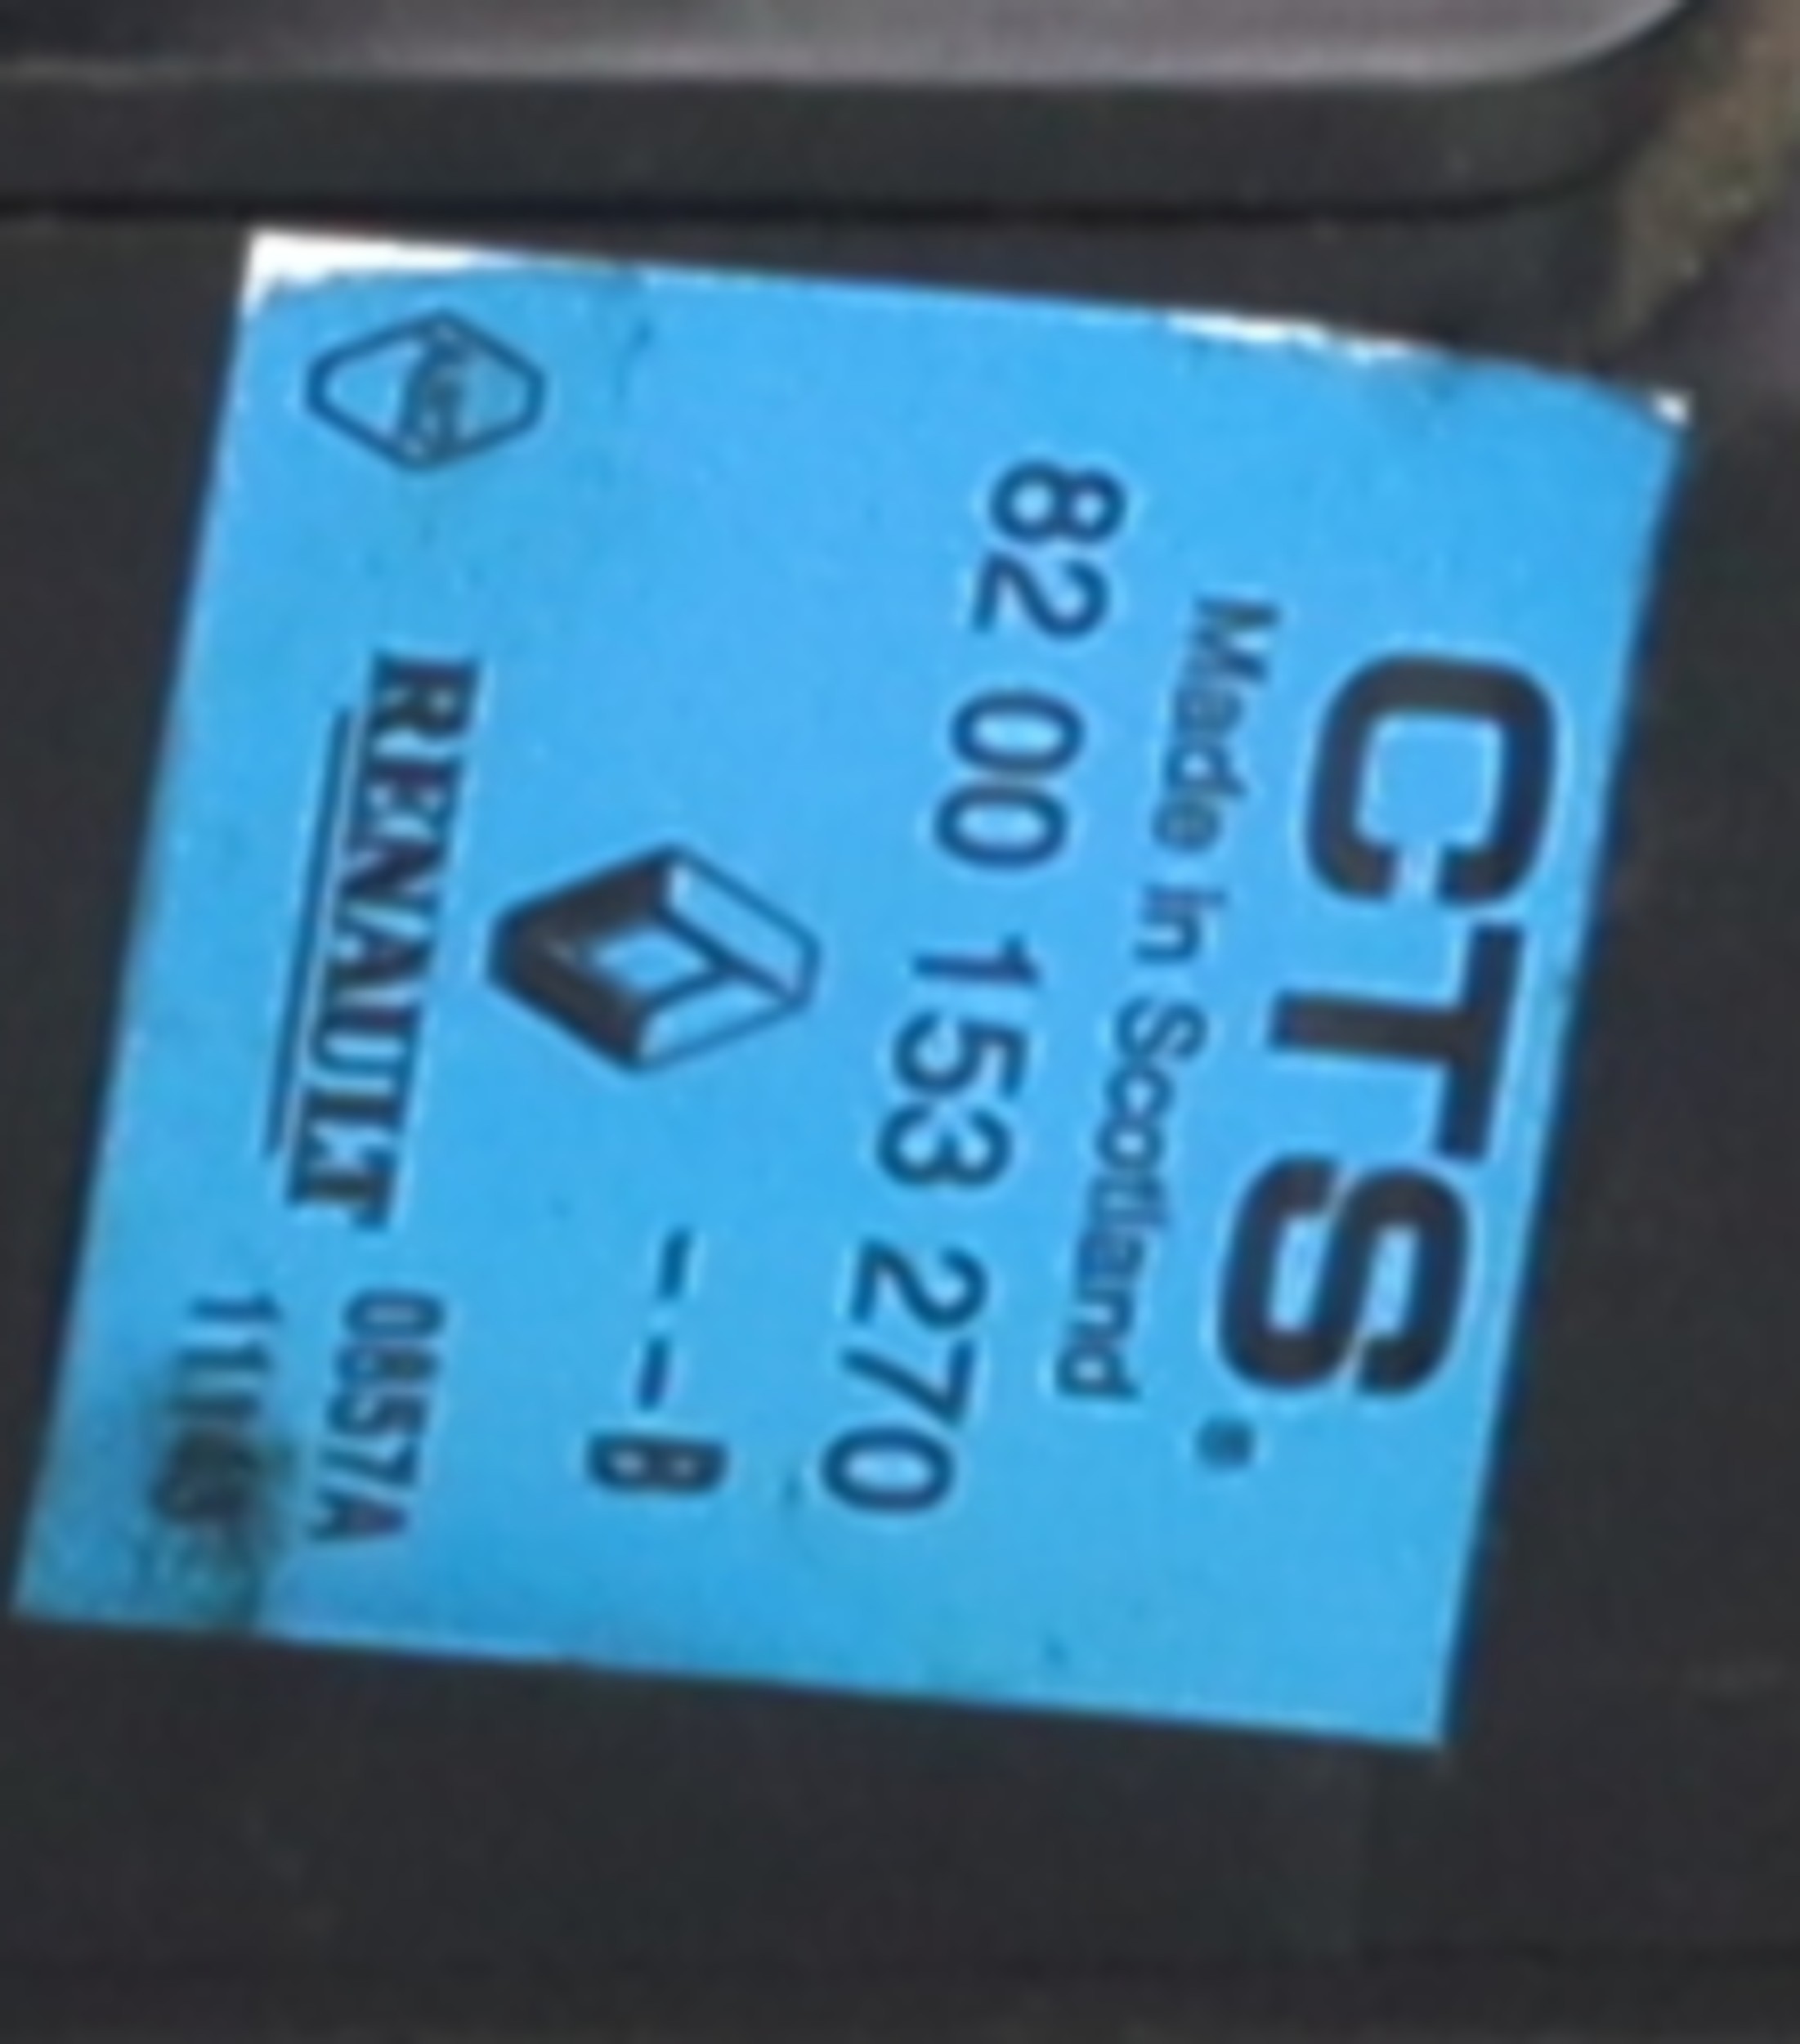 CTS
Made in Scotland
82 00 153 270
--B
RENAULT
0857A